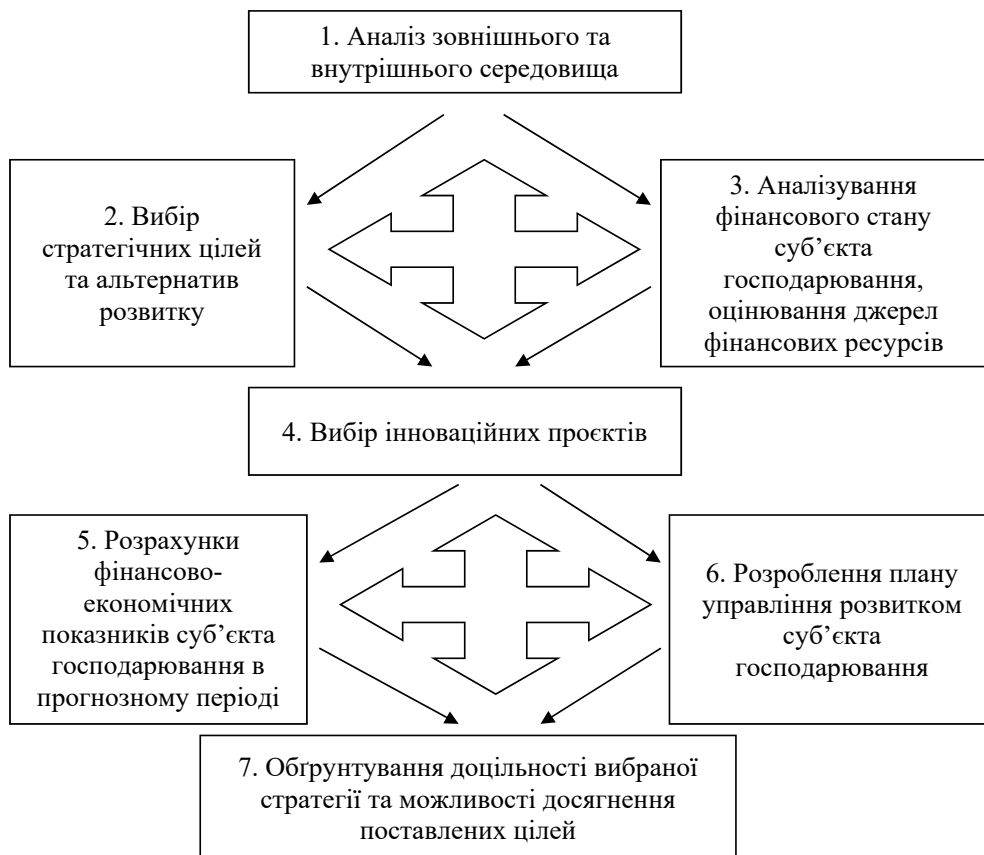 1. Аналіз зовнішнього та
внутрішнього середовища
2. Вибір
стратегічних цілей
та альтернатив
розвитку
3. Аналізування
фінансового стану
суб’єкта
господарювання,
оцінювання джерел
фінансових ресурсів
4. Вибір інноваційних проєктів
5. Розрахунки
фінансово-
економічних
показників суб’єкта
господарювання в
прогнозному періоді
6. Розроблення плану
управління розвитком
суб’єкта
господарювання
7. Обґрунтування доцільності вибраної
стратегії та можливості досягнення
поставлених цілей